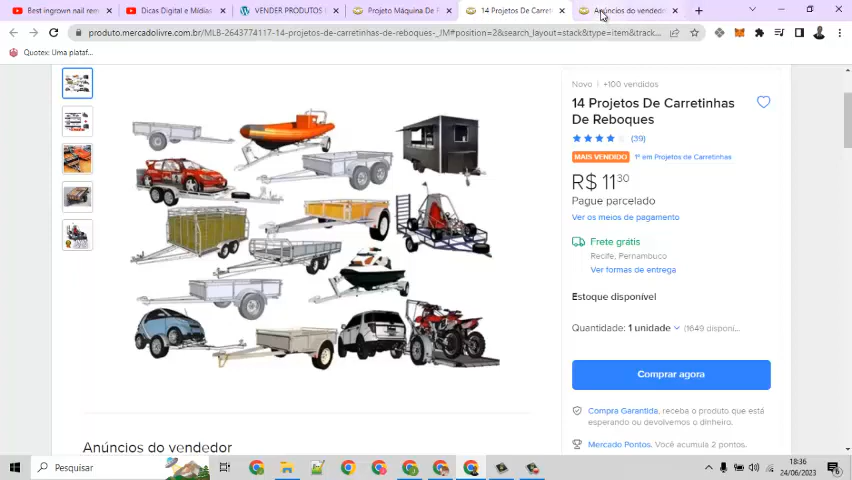 Best ingrown nail rem
Dicas Digital e Mídias
VENDER PRODUTOS
Projeto Máquina De F
14 Projetos De Carret
Anúncios do vendedo
produto.mercadolivre.com.br/MLB-2643774117-14-projetos-de-carretinhas-de-reboques-_JM#position=2&search_layout=stack&type=item&track...
Quotex: Uma plataf...
Novo | +100 vendidos
14 Projetos De Carretinhas
De Reboques
(39)
MAIS VENDIDO 1º em Projetos de Carretinhas
R$ 11 30
Pague parcelado
Ver os meios de pagamento
Frete grátis
Recife, Pernambuco
Ver formas de entrega
Estoque disponível
Quantidade: 1 unidade (1649 disponi...
Comprar agora
Compra Garantida, receba o produto que está
esperando ou devolvemos o dinheiro.
Mercado Pontos. Você acumula 2 pontos.
Anúncios do vendedor
Pesquisar
18:36
24/06/2023
6